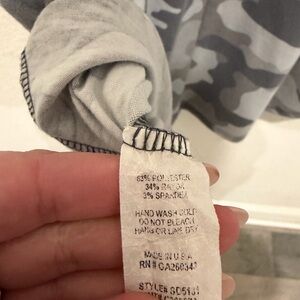 63% POLYESTER
34% RAYON
3% SPANDEX
HAND WASH COLD
DO NOT BLEACH
HANG OR LINE DRY
MADE IN U.S.A
RN# CA260343
STYLE#